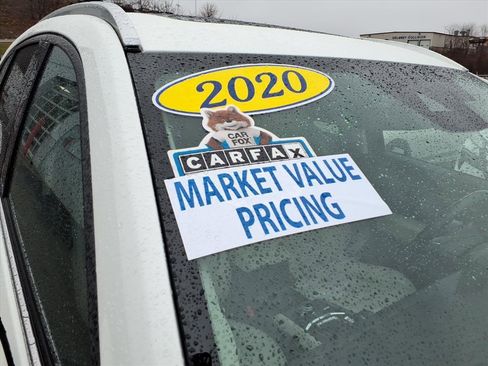 2020
CAR
FOX
CARFAX
MARKET VALUE
PRICING